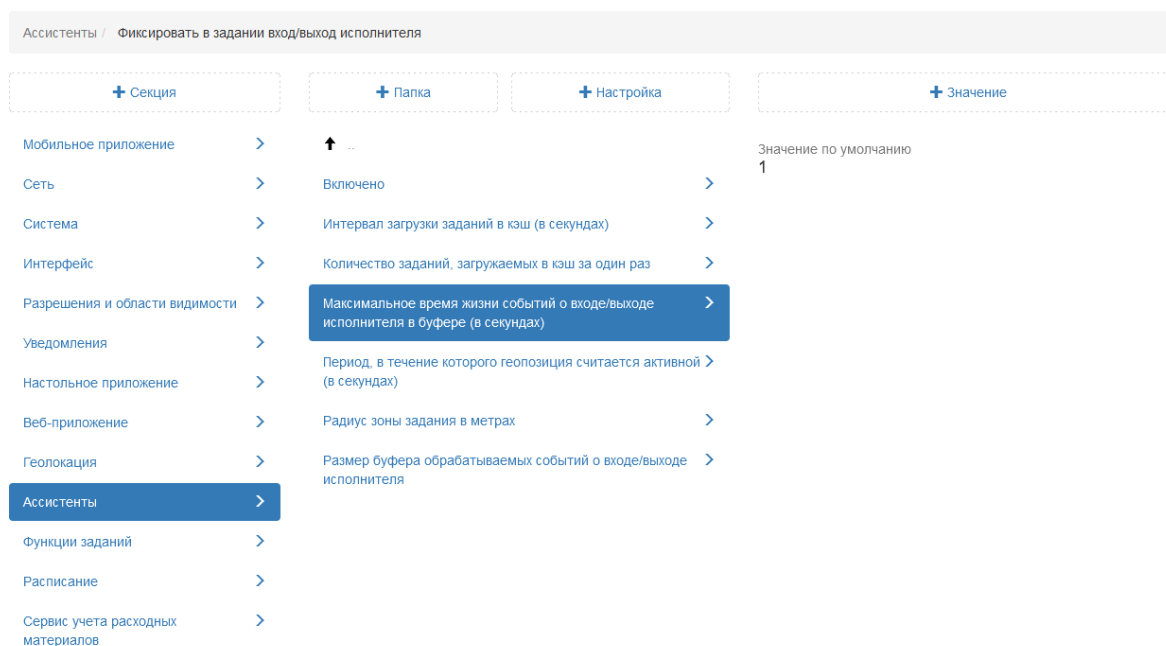 Ассистенты / Фиксировать в задании вход/выход исполнителя
+ Секция
+ Папка
+ Настройка
+ Значение
Мобильное приложение
Сеть
Система
Интерфейс
Разрешения и области видимости
Уведомления
Настольное приложение
Веб-приложение
Геолокация
Ассистенты
Функции заданий
Расписание
Сервис учета расходных
материалов
..
Включено
Интервал загрузки заданий в кэш (в секундах)
Количество заданий, загружаемых в кэш за один раз
Максимальное время жизни событий о входе/выходе
исполнителя в буфере (в секундах)
Период, в течение которого геопозиция считается активной
(в секундах)
Радиус зоны задания в метрах
Размер буфера обрабатываемых событий о входе/выходе
исполнителя
Значение по умолчанию
1